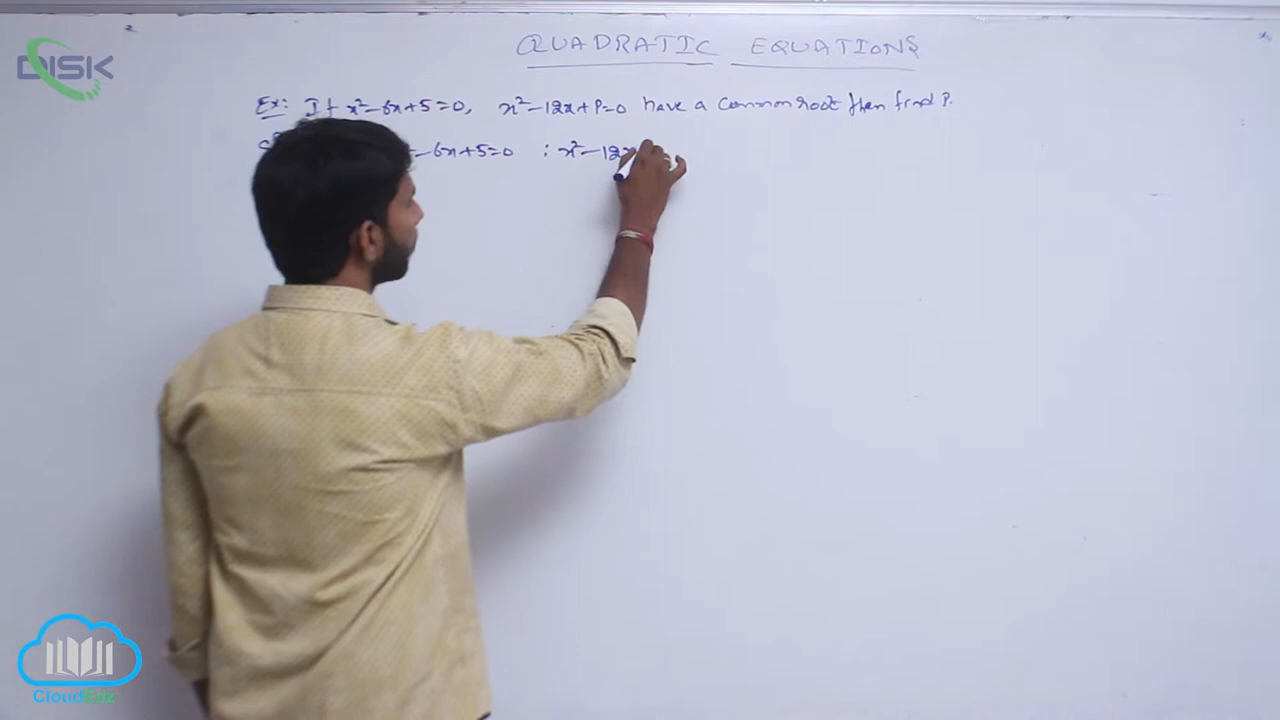 DISK
QUADRATIC EQUATIONS
Ex: If x²-6x+5=0, x²-12x+P=0 have a common root then find P.
-6x+5=0 : x²-12x
CloudEdz